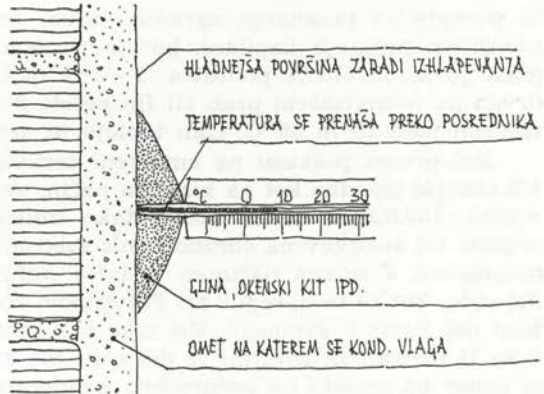 HLADNEJŠA POVRŠINA ZARADI IZHLAPEVANJA
TEMPERATURA SE PRENAŠA PREKO POSREDNIKA
°C 0 10 20 30
GLINA, OKENSKI KIT IPD.
OMET NA KATEREM SE KOND. VLAGA